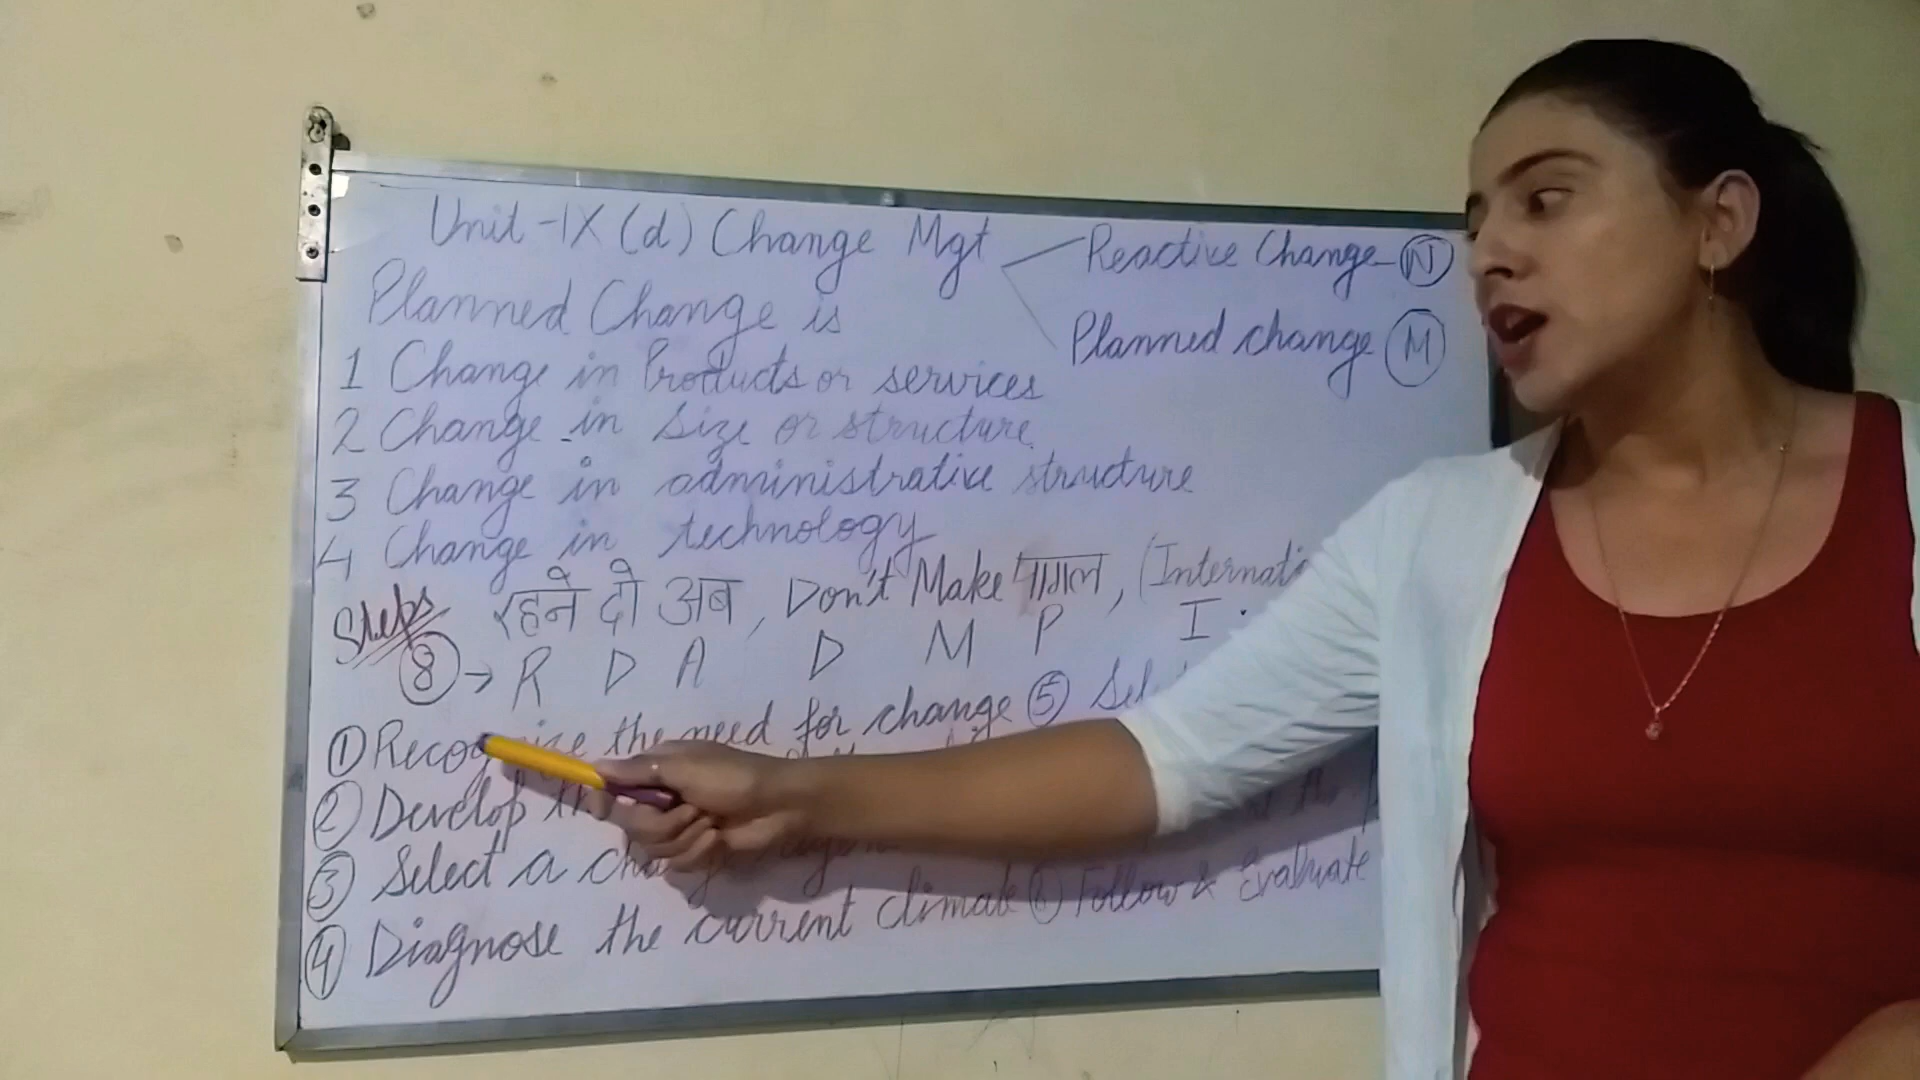 Unit-IX (d) Change Mgt
Reactive Change - N
Planned change M
Planned Change is
1 Change in Products or services
2 Change in size or structure
3 Change in administrative structure
4 Change in technology
Steps रहने दो अब, Don't Make पागल, (Internati
8 → R D A D M P I
① Recognize the need for change ⑤ Sel
② Develop the
③ Select a change
④ Diagnose the current climate ⑧ Follow & Evaluate